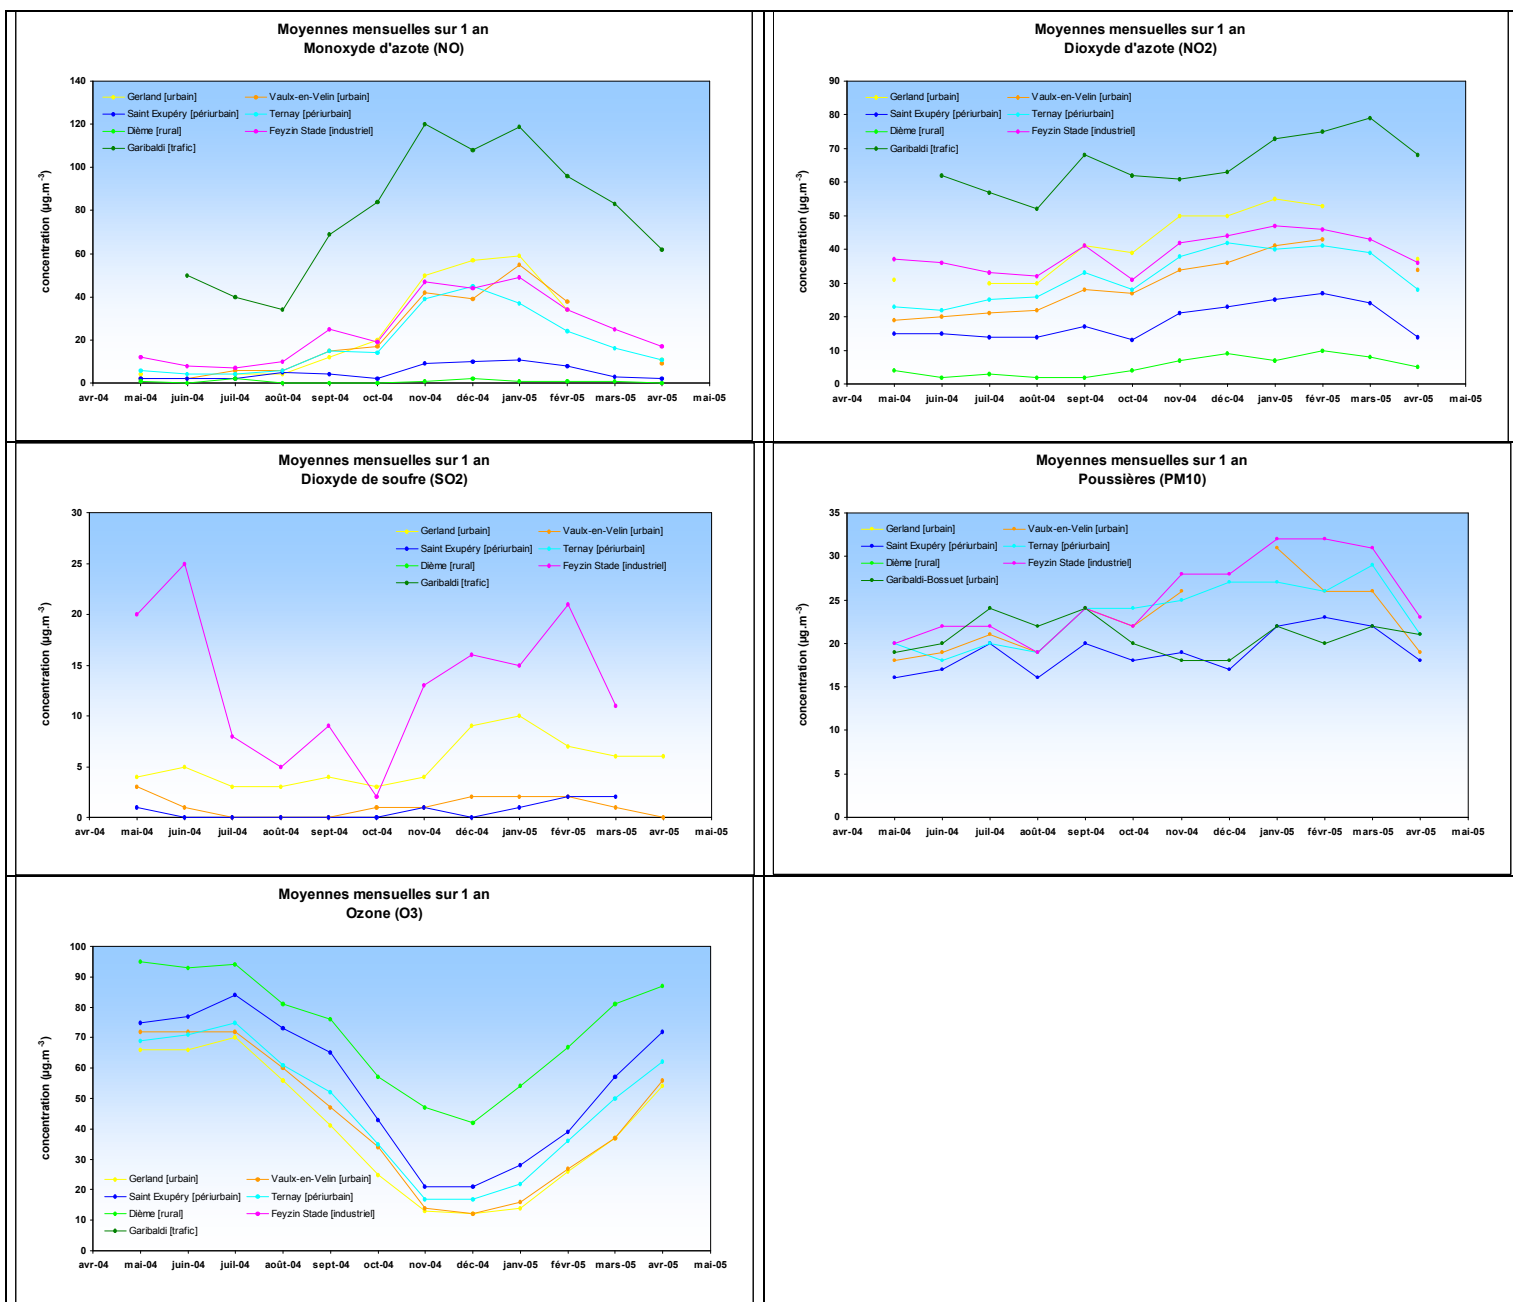 Moyennes mensuelles sur 1 an
Monoxyde d'azote (NO)
concentration (µg.m⁻³)
140
120
100
80
60
40
20
0
Gerland [urbain]
Vaulx-en-Velin [urbain]
Saint Exupéry [périurbain]
Ternay [périurbain]
Dième [rural]
Feyzin Stade [industriel]
Garibaldi [trafic]
avr-04 mai-04 juin-04 juil-04 août-04 sept-04 oct-04 nov-04 déc-04 janv-05 févr-05 mars-05 avr-05 mai-05
Moyennes mensuelles sur 1 an
Dioxyde d'azote (NO2)
concentration (µg.m⁻³)
90
80
70
60
50
40
30
20
10
0
Gerland [urbain]
Vaulx-en-Velin [urbain]
Saint Exupéry [périurbain]
Ternay [périurbain]
Dième [rural]
Feyzin Stade [industriel]
Garibaldi [trafic]
avr-04 mai-04 juin-04 juil-04 août-04 sept-04 oct-04 nov-04 déc-04 janv-05 févr-05 mars-05 avr-05 mai-05
Moyennes mensuelles sur 1 an
Dioxyde de soufre (SO2)
concentration (µg.m⁻³)
30
25
20
15
10
5
0
Gerland [urbain]
Vaulx-en-Velin [urbain]
Saint Exupéry [périurbain]
Ternay [périurbain]
Dième [rural]
Feyzin Stade [industriel]
Garibaldi [trafic]
avr-04 mai-04 juin-04 juil-04 août-04 sept-04 oct-04 nov-04 déc-04 janv-05 févr-05 mars-05 avr-05 mai-05
Moyennes mensuelles sur 1 an
Poussières (PM10)
concentration (µg.m⁻³)
35
30
25
20
15
10
5
0
Gerland [urbain]
Vaulx-en-Velin [urbain]
Saint Exupéry [périurbain]
Ternay [périurbain]
Dième [rural]
Feyzin Stade [industriel]
Garibaldi-Bossuet [urbain]
avr-04 mai-04 juin-04 juil-04 août-04 sept-04 oct-04 nov-04 déc-04 janv-05 févr-05 mars-05 avr-05 mai-05
Moyennes mensuelles sur 1 an
Ozone (O3)
concentration (µg.m⁻³)
100
90
80
70
60
50
40
30
20
10
0
Gerland [urbain]
Vaulx-en-Velin [urbain]
Saint Exupéry [périurbain]
Ternay [périurbain]
Dième [rural]
Feyzin Stade [industriel]
Garibaldi [trafic]
avr-04 mai-04 juin-04 juil-04 août-04 sept-04 oct-04 nov-04 déc-04 janv-05 févr-05 mars-05 avr-05 mai-05